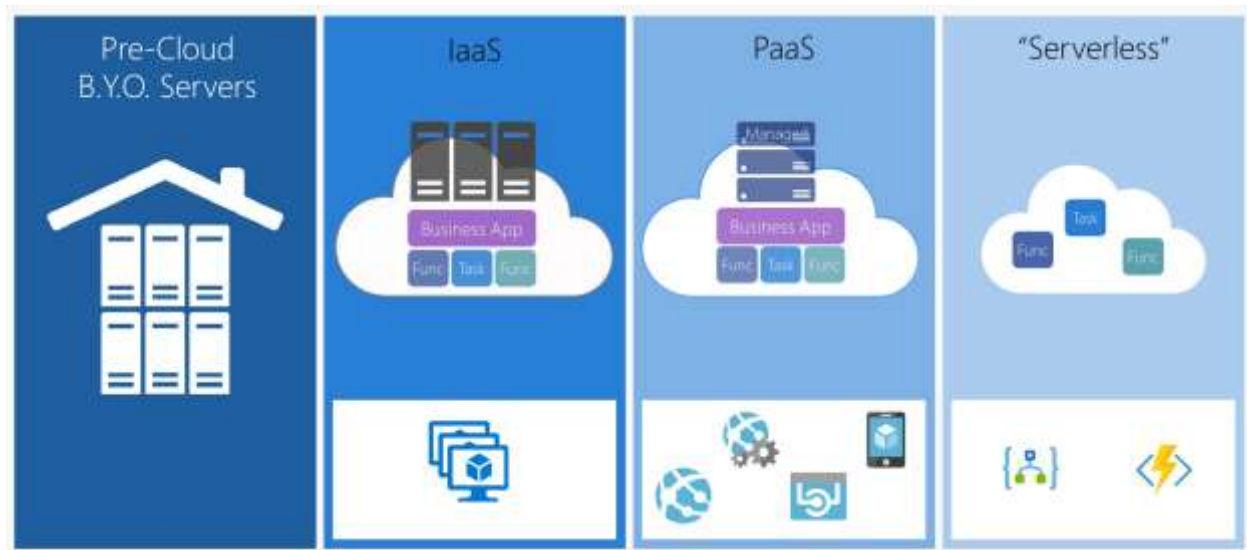 Pre-Cloud
B.Y.O. Servers
IaaS
Business App
Func Task Func
PaaS
Managed
Business App
Func Task Func
"Serverless"
Task
Func
Func